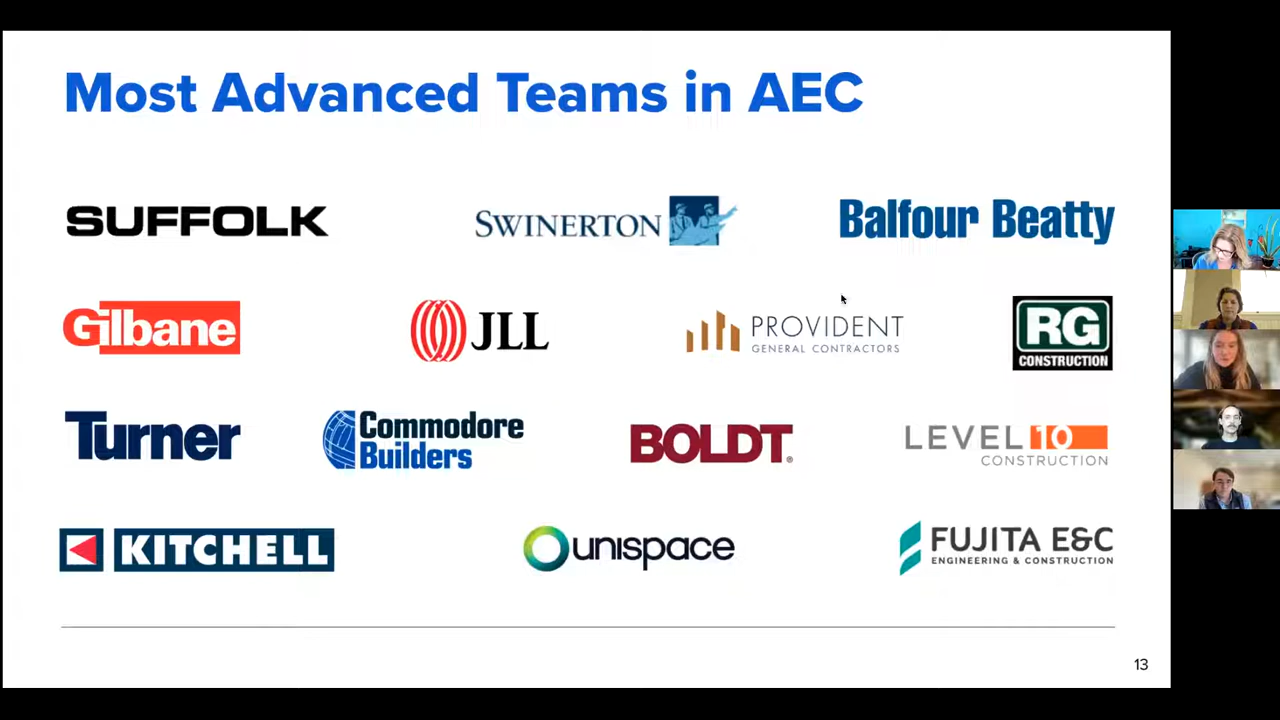 Most Advanced Teams in AEC
SUFFOLK
SWINERTON
Balfour Beatty
Gilbane
JLL
PROVIDENT
GENERAL CONTRACTORS
RG
CONSTRUCTION
Turner
Commodore
Builders
BOLDT®
LEVEL 10
CONSTRUCTION
KITCHELL
unispace
FUJITA E&C
ENGINEERING & CONSTRUCTION
13